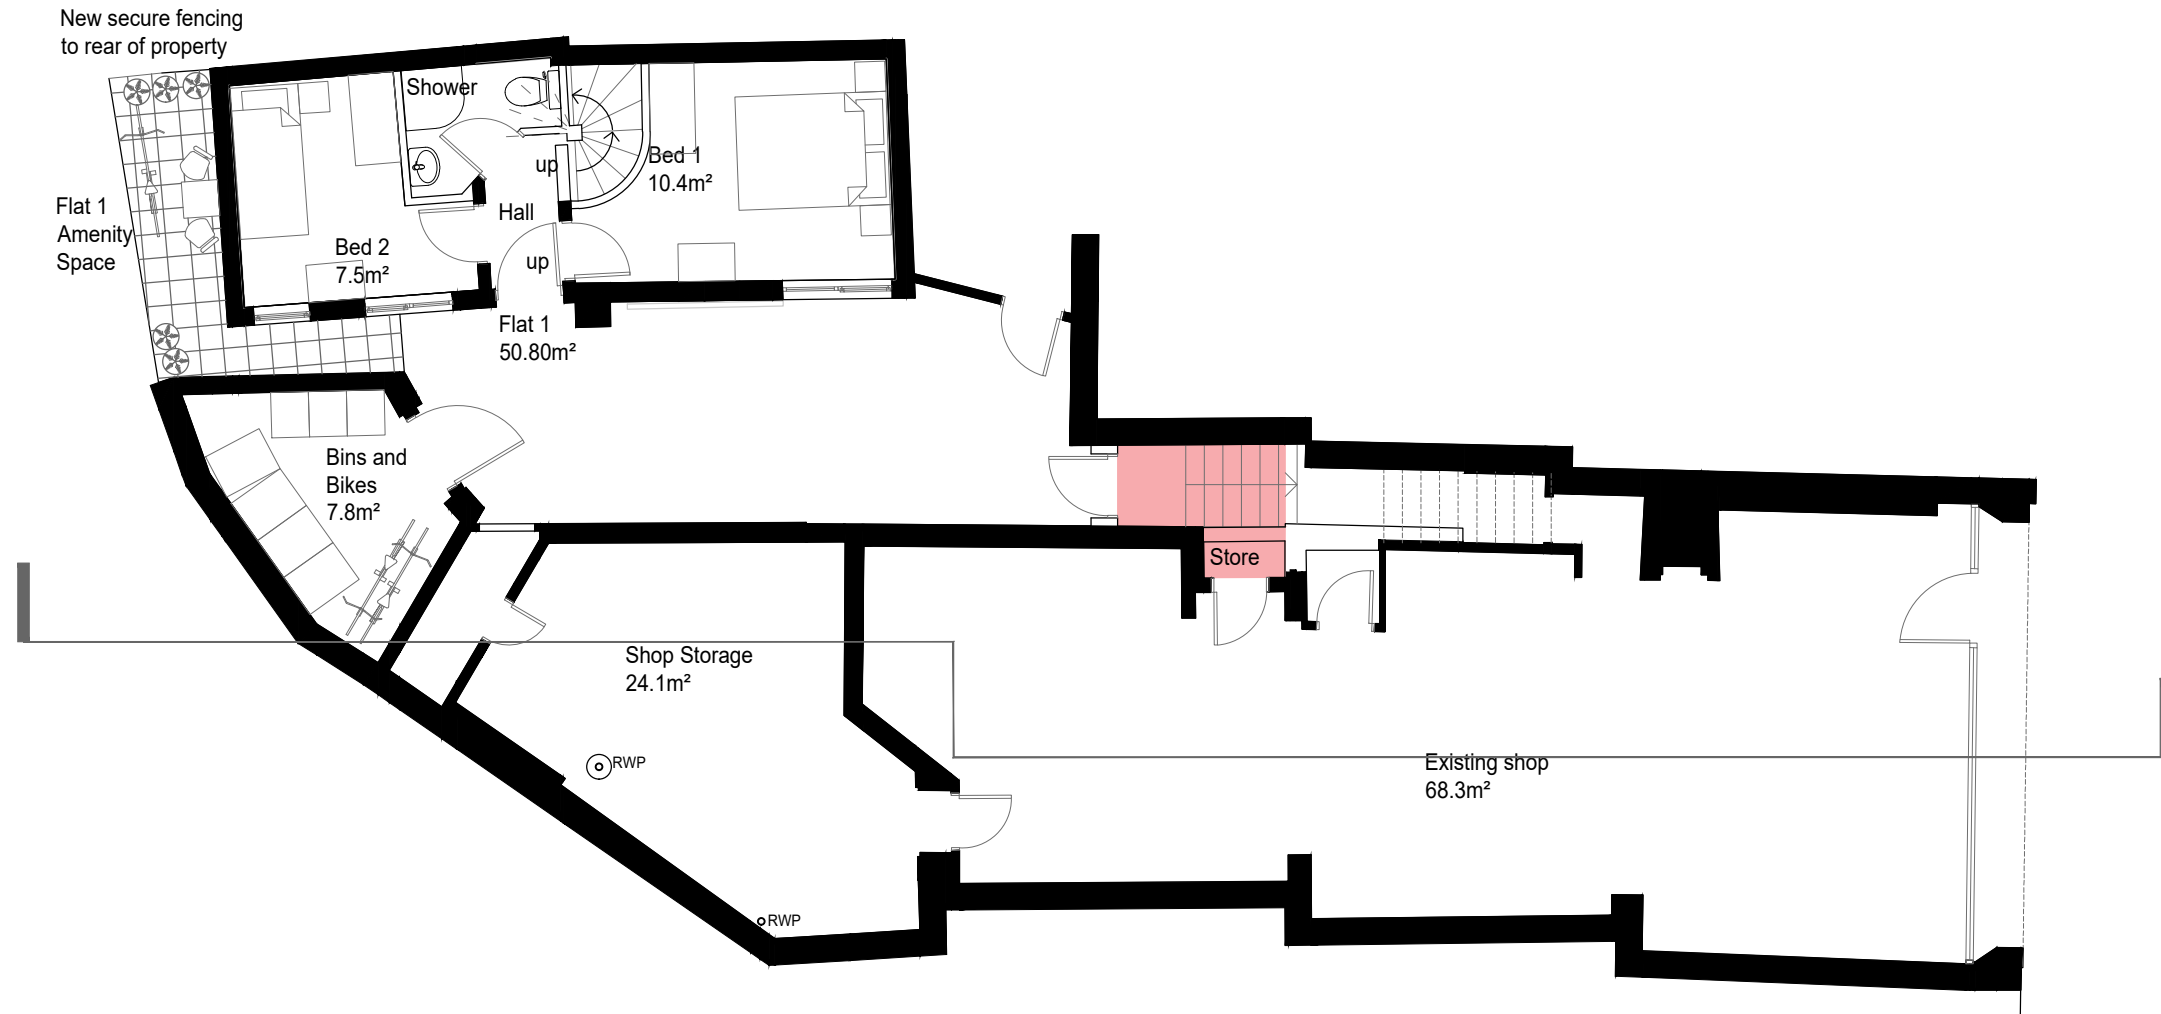 New secure fencing
to rear of property
Shower
up
Bed 1
10.4m²
Flat 1
Amenity
Space
Hall
Bed 2
7.5m²
up
Flat 1
50.80m²
Bins and
Bikes
7.8m²
Store
Shop Storage
24.1m²
RWP
Existing shop
68.3m²
RWP